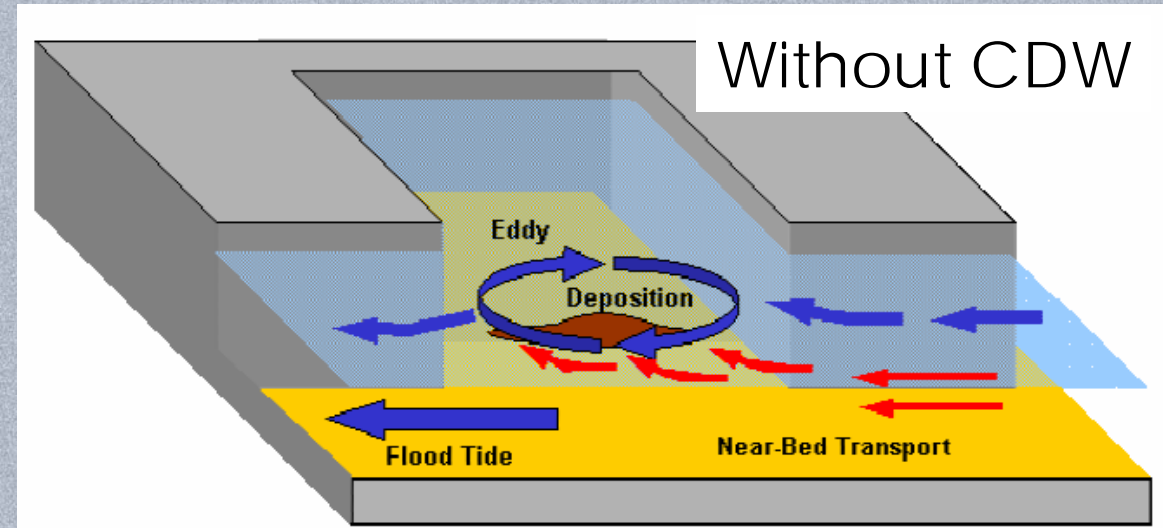 Without CDW
Eddy
Deposition
Flood Tide
Near-Bed Transport